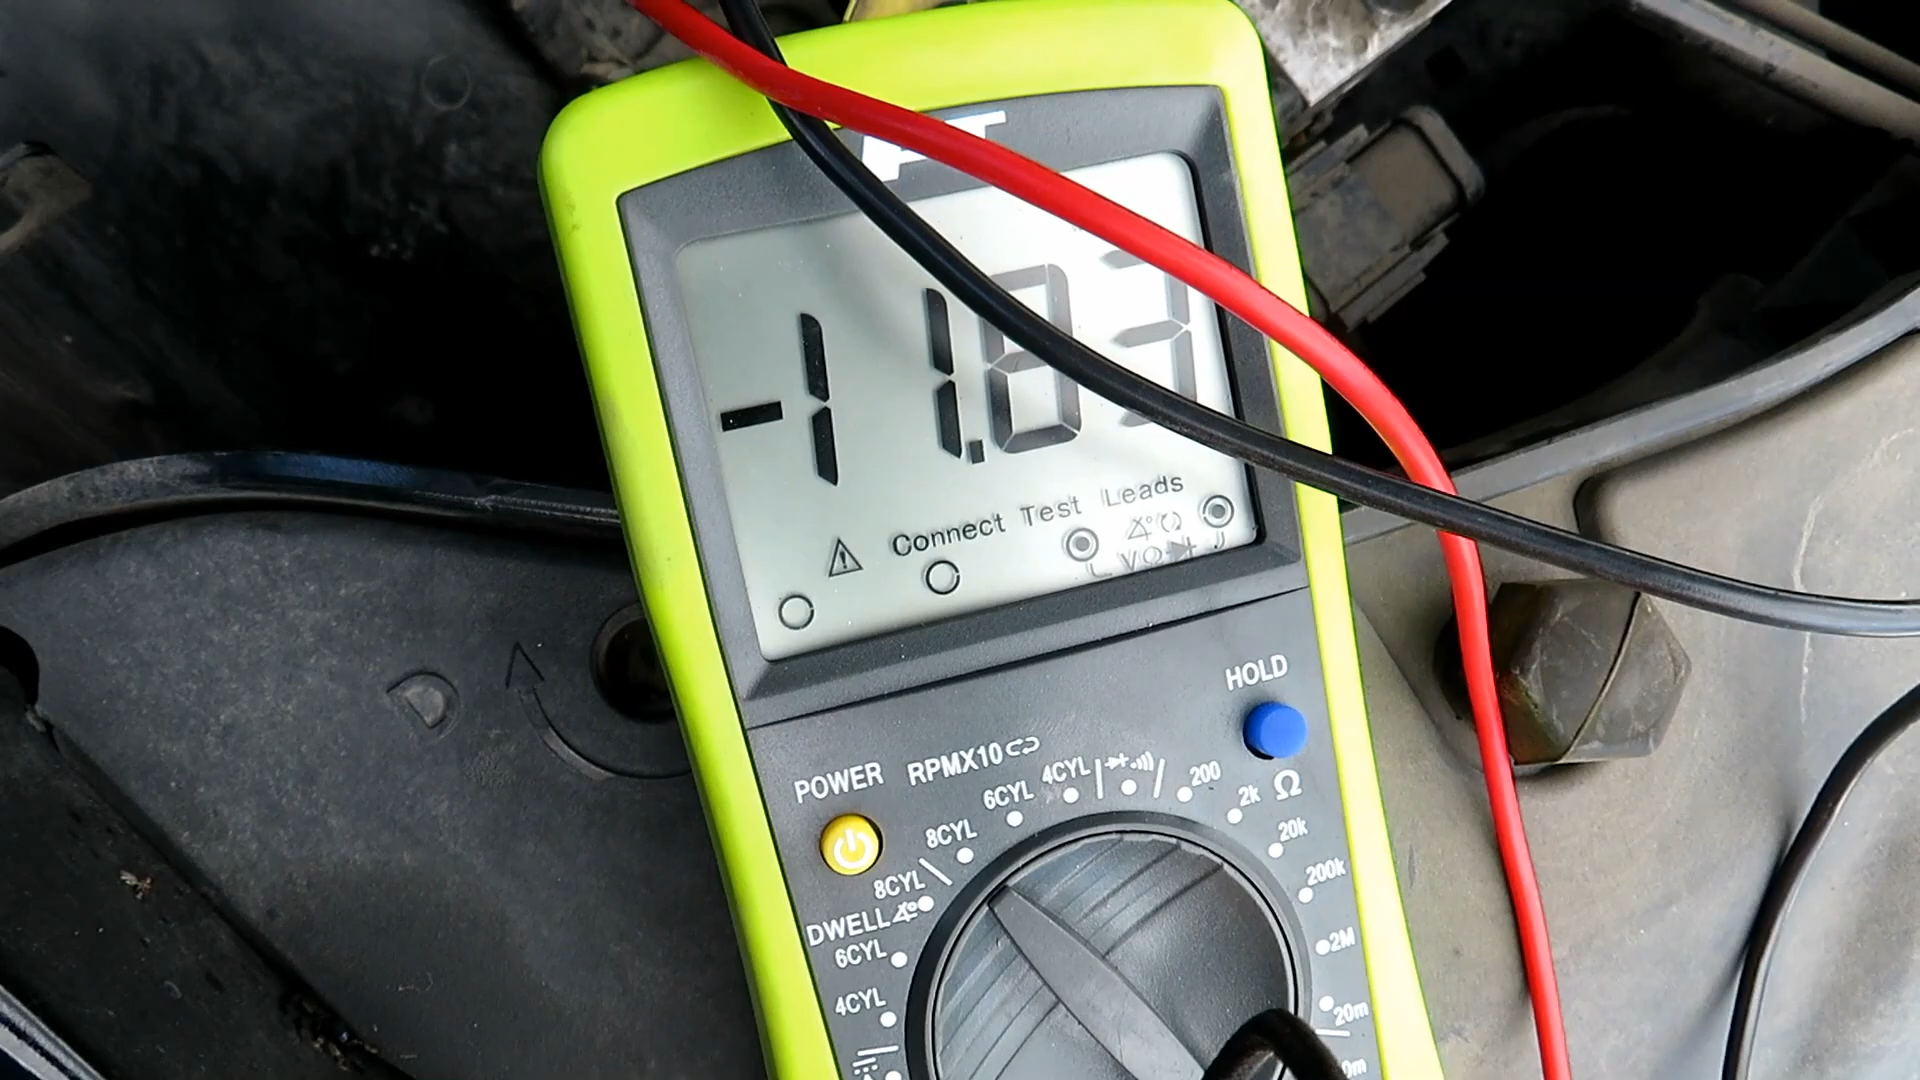 -11.83
Connect Test Leads
HOLD
POWER
RPMX10
4CYL
200
6CYL
2k
Ω
8CYL
20k
8CYL
200k
DWELL
6CYL
2M
4CYL
20m
D